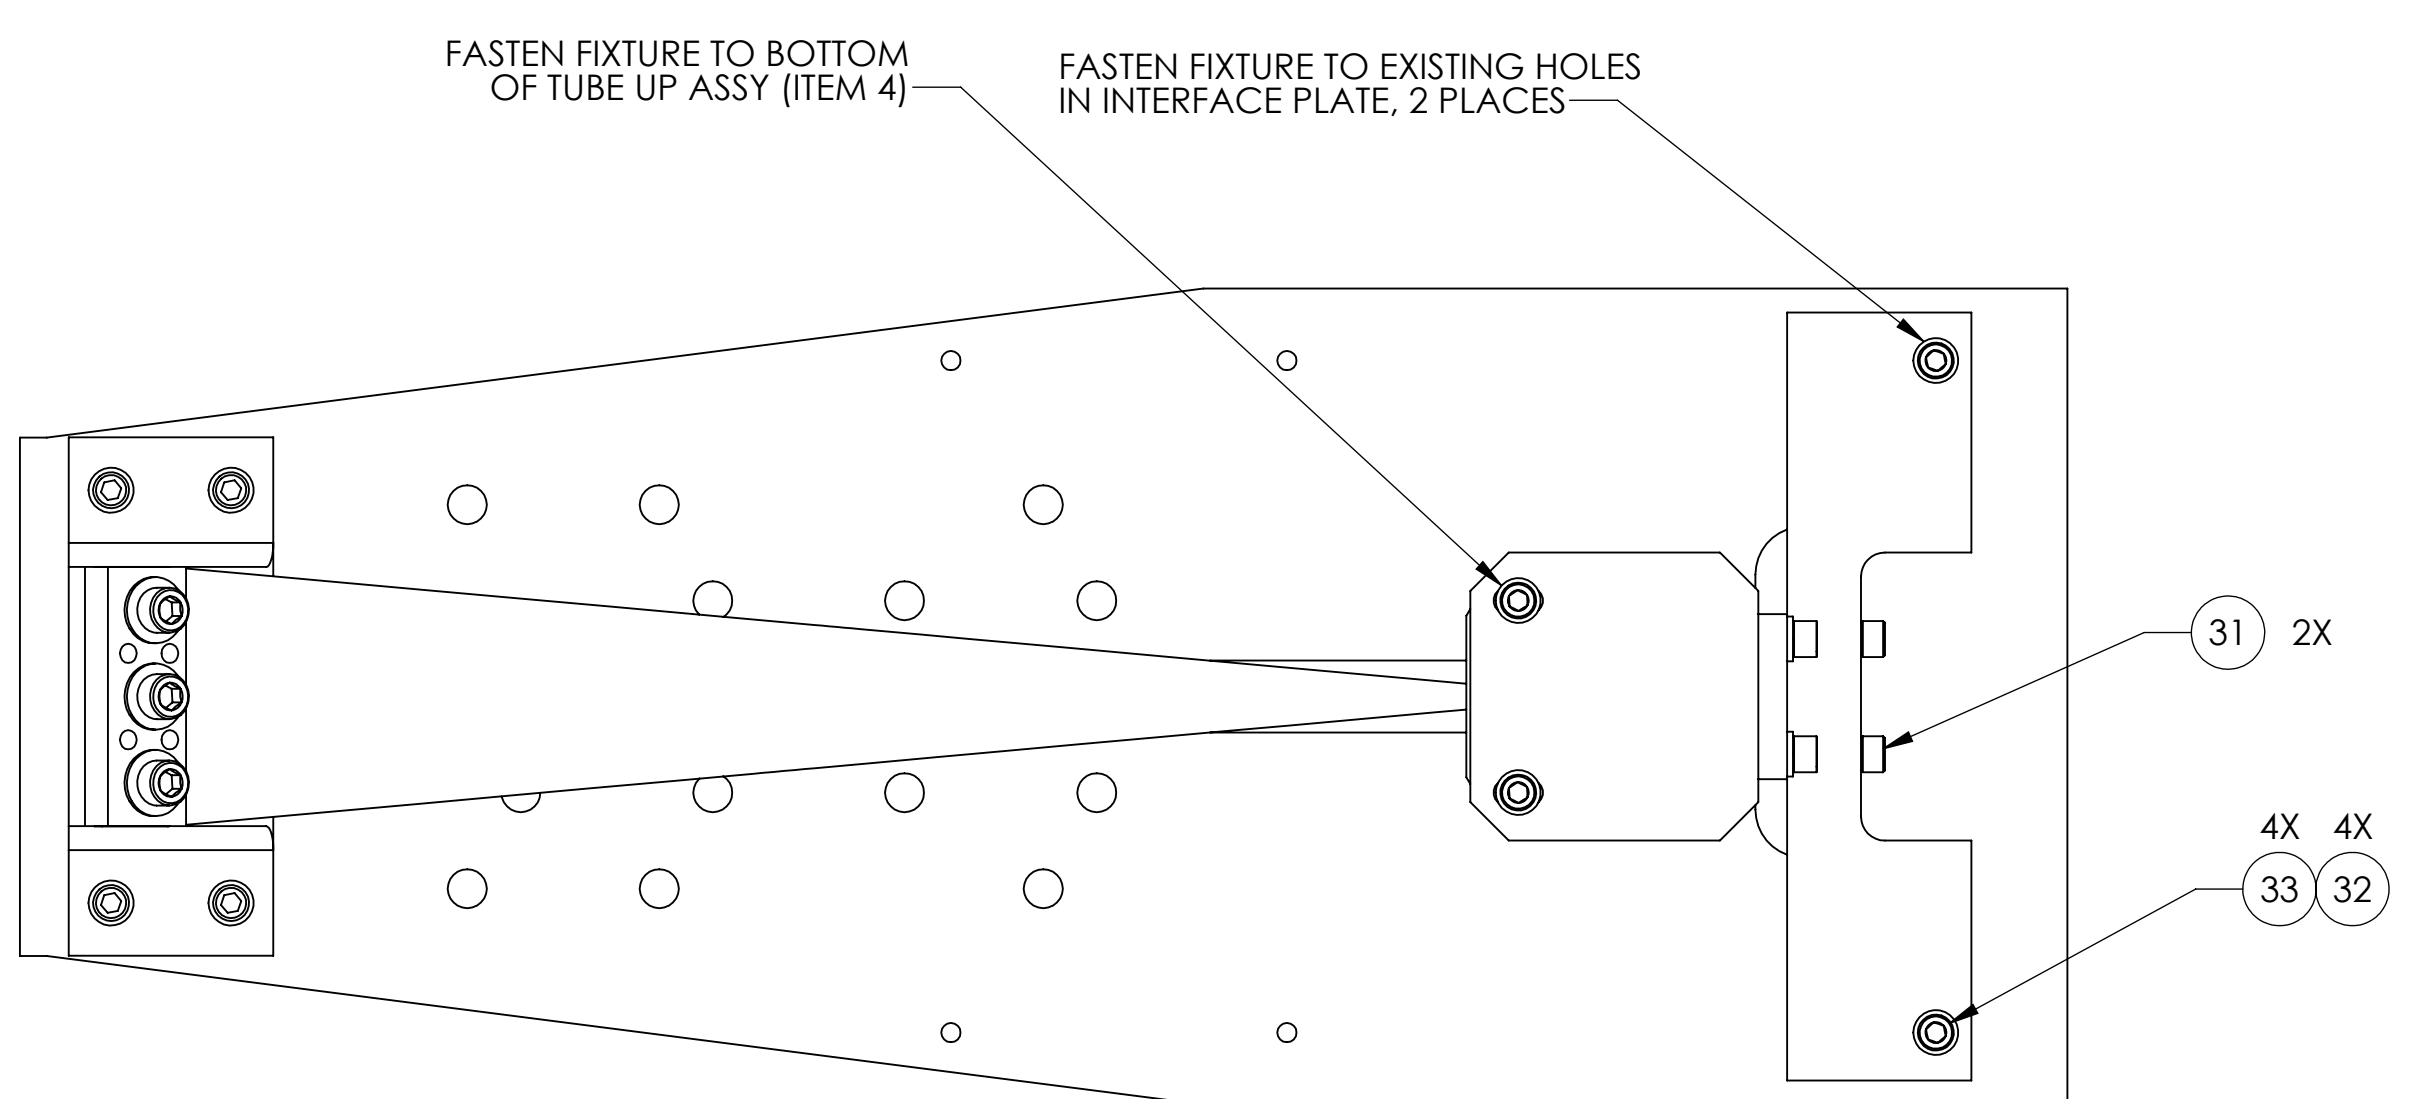 FASTEN FIXTURE TO BOTTOM
OF TUBE UP ASSY (ITEM 4)
FASTEN FIXTURE TO EXISTING HOLES
IN INTERFACE PLATE, 2 PLACES
31 2X
4X 4X
33 32